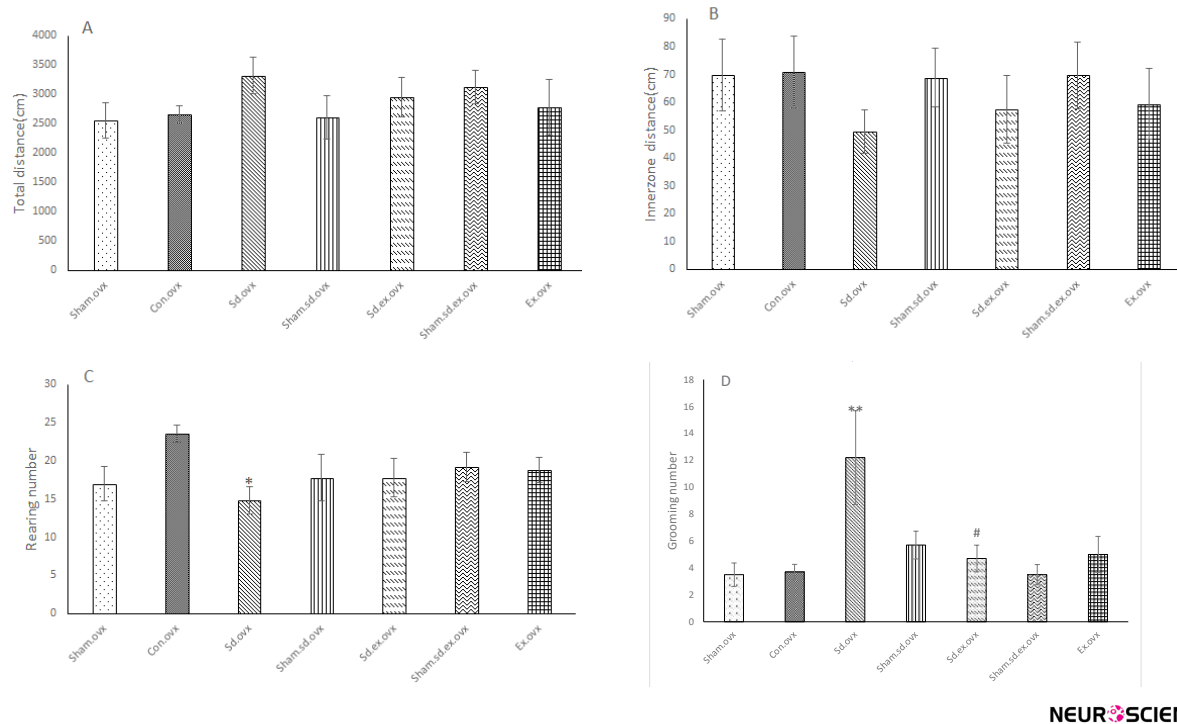 A
Total distance(cm)
4000
3500
3000
2500
2000
1500
1000
500
0
Sham.ovx
Con.ovx
Sd.ovx
Sham.sd.ovx
Sd.ex.ovx
Sham.sd.ex.ovx
Ex.ovx
B
Innerzone distance(cm)
90
80
70
60
50
40
30
20
10
0
Sham.ovx
Con.ovx
Sd.ovx
Sham.sd.ovx
Sd.ex.ovx
Sham.sd.ex.ovx
Ex.ovx
C
Rearing number
30
25
20
15
10
5
0
*
Sham.ovx
Con.ovx
Sd.ovx
Sham.sd.ovx
Sd.ex.ovx
Sham.sd.ex.ovx
Ex.ovx
D
Grooming number
18
16
14
12
10
8
6
4
2
0
**
#
Sham.ovx
Con.ovx
Sd.ovx
Sham.sd.ovx
Sd.ex.ovx
Sham.sd.ex.ovx
Ex.ovx